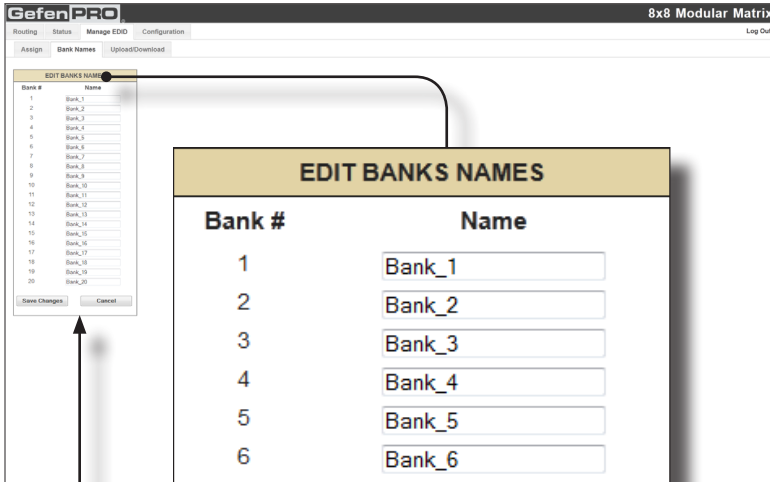 GefenPRO
8x8 Modular Matrix
Routing Status Manage EDID Configuration Log Out
Assign Bank Names Upload/Download
EDIT BANKS NAMES
Bank # Name
1 Bank_1
2 Bank_2
3 Bank_3
4 Bank_4
5 Bank_5
6 Bank_6
7 Bank_7
8 Bank_8
9 Bank_9
10 Bank_10
11 Bank_11
12 Bank_12
13 Bank_13
14 Bank_14
15 Bank_15
16 Bank_16
17 Bank_17
18 Bank_18
19 Bank_19
20 Bank_20
Save Changes Cancel
EDIT BANKS NAMES
Bank # Name
1 Bank_1
2 Bank_2
3 Bank_3
4 Bank_4
5 Bank_5
6 Bank_6